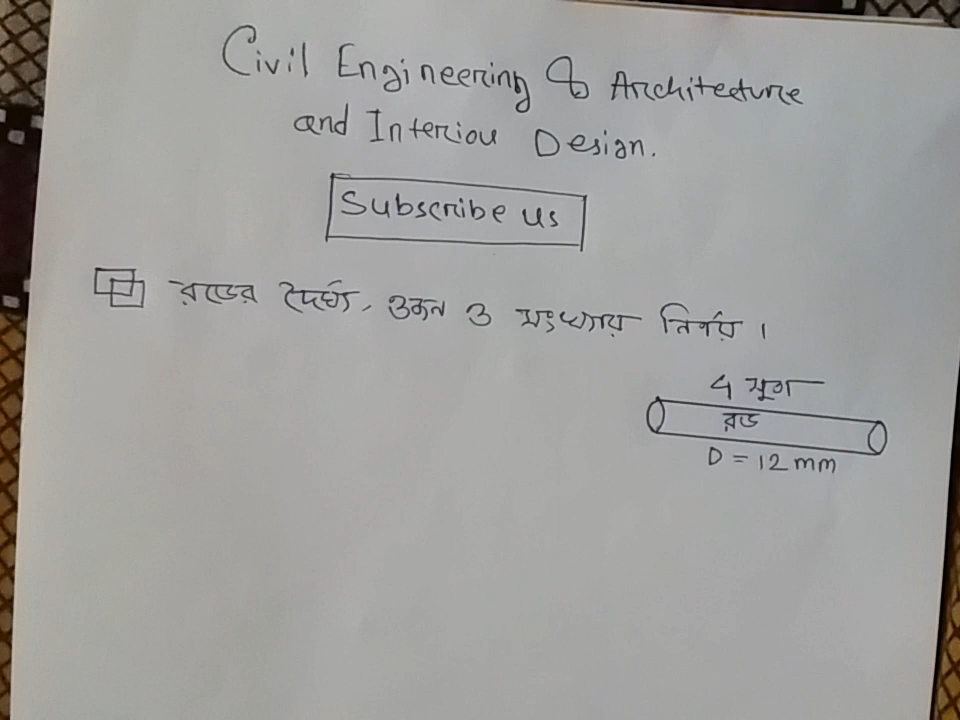 Civil Engineering & Architecture
and Interiou Design.
Subscribe us
রডের দৈর্ঘ্য, ওজন ও সংখ্যায় নির্ণয়।
4 সুতা
রড
D = 12 mm